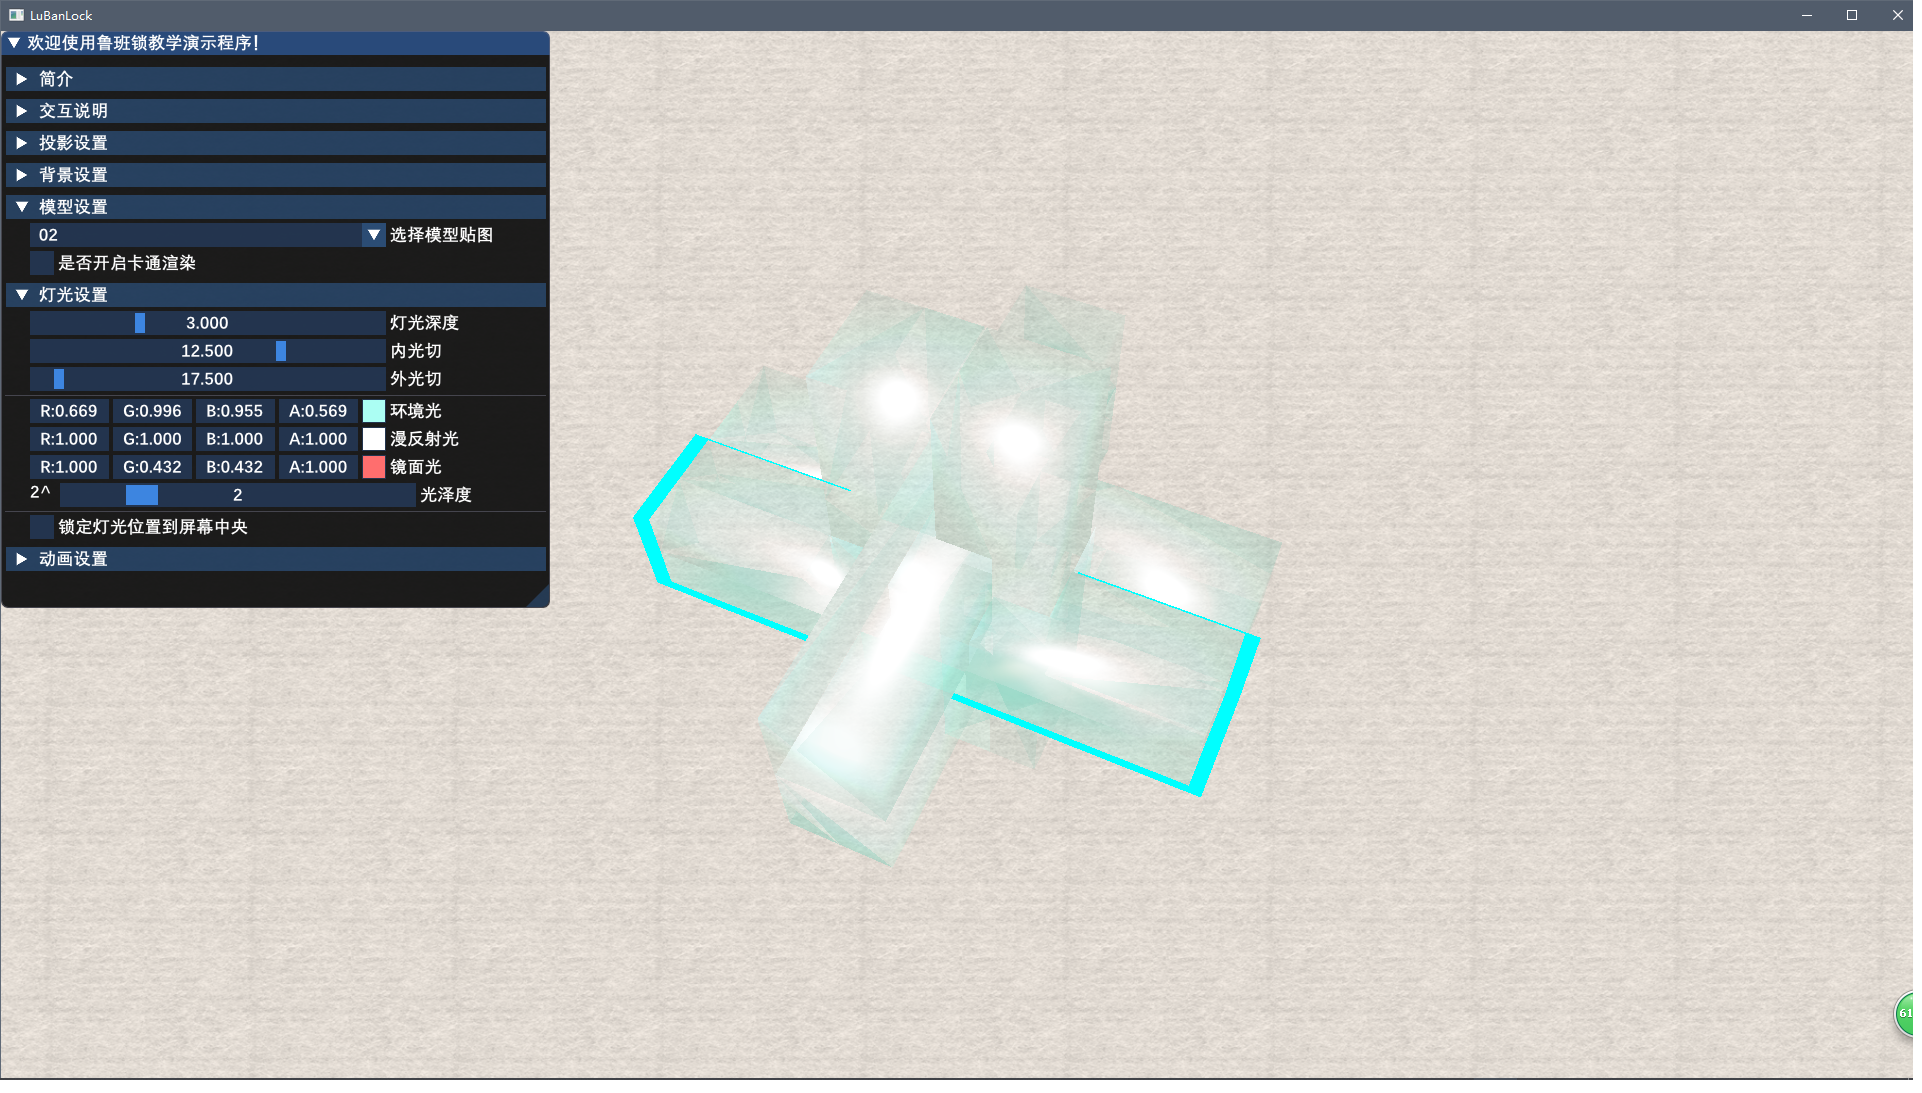 LuBanLock
欢迎使用鲁班锁教学演示程序!
简介
交互说明
投影设置
背景设置
模型设置
02 选择模型贴图
是否开启卡通渲染
灯光设置
3.000 灯光深度
12.500 内光切
17.500 外光切
R:0.669 G:0.996 B:0.955 A:0.569 环境光
R:1.000 G:1.000 B:1.000 A:1.000 漫反射光
R:1.000 G:0.432 B:0.432 A:1.000 镜面光
2^ 2 光泽度
锁定灯光位置到屏幕中央
动画设置
61